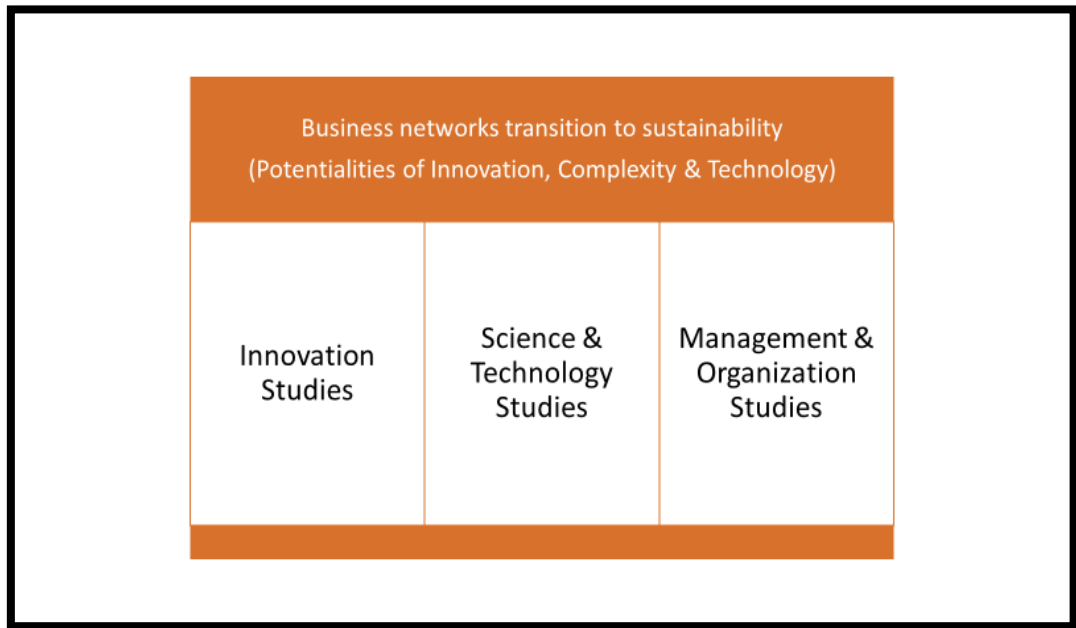 Business networks transition to sustainability
(Potentialities of Innovation, Complexity & Technology)
Innovation
Studies
Science &
Technology
Studies
Management &
Organization
Studies